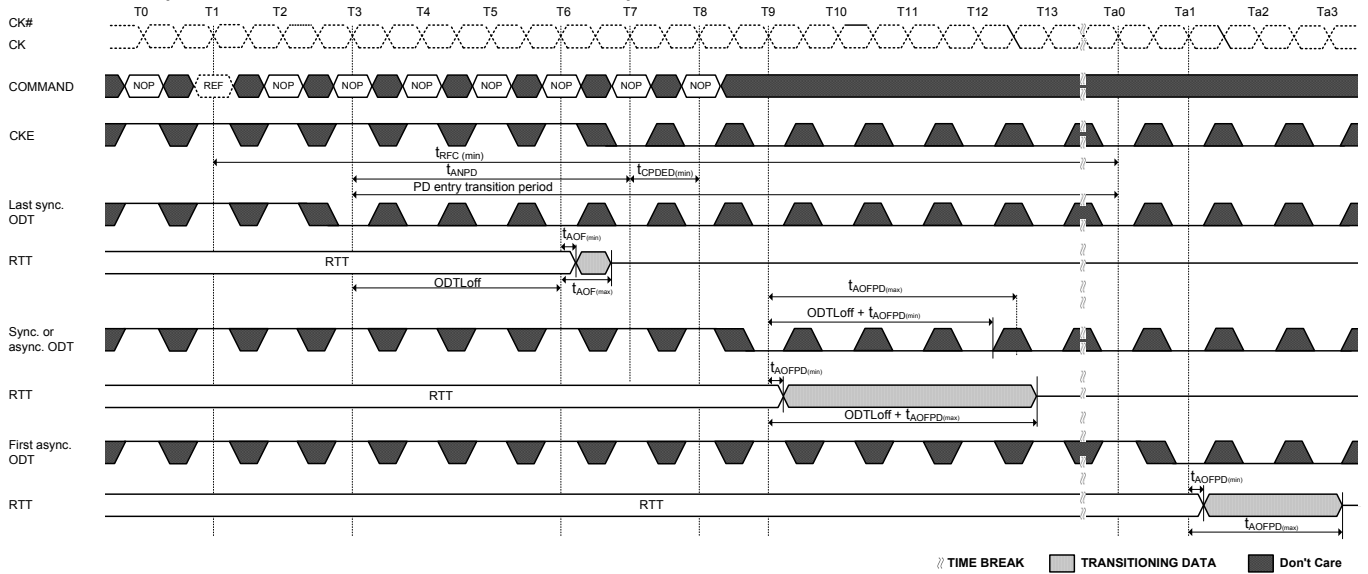 T0 T1 T2 T3 T4 T5 T6 T7 T8 T9 T10 T11 T12 T13 Ta0 Ta1 Ta2 Ta3
CK#
CK
COMMAND NOP REF NOP NOP NOP NOP NOP NOP NOP
CKE
tRFC (min)
tANPD tCPDED(min)
PD entry transition period
Last sync.
ODT
tAOF(min)
RTT RTT
ODTLoff tAOF(max)
tAOFPD(max)
ODTLoff + tAOFPD(min)
Sync. or
async. ODT
tAOFPD(min)
RTT RTT
ODTLoff + tAOFPD(max)
First async.
ODT
tAOFPD(min)
RTT RTT
tAOFPD(max)
TIME BREAK TRANSITIONING DATA Don't Care